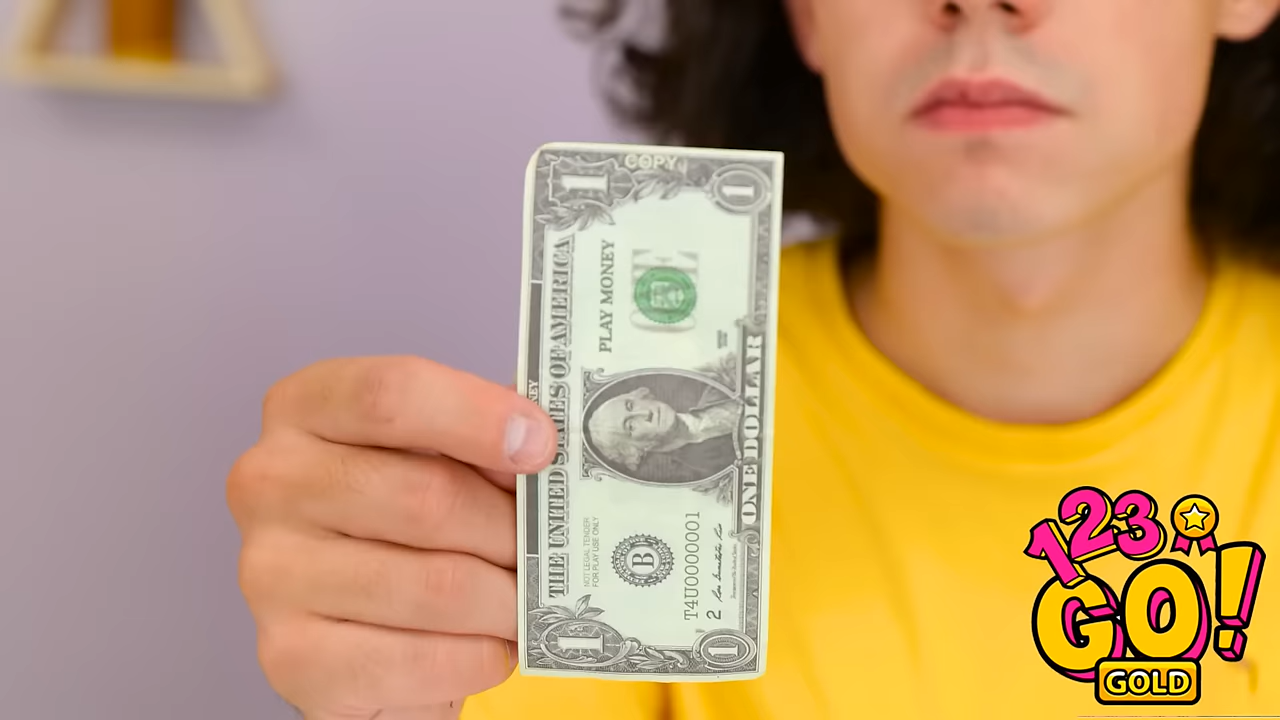 COPY
1
1
THE UNITED STATES OF AMERICA
PLAY MONEY
ONE DOLLAR
NOT LEGAL TENDER
FOR PLAY USE ONLY
B
T4U0000001
2
1
1
123
GO!
GOLD